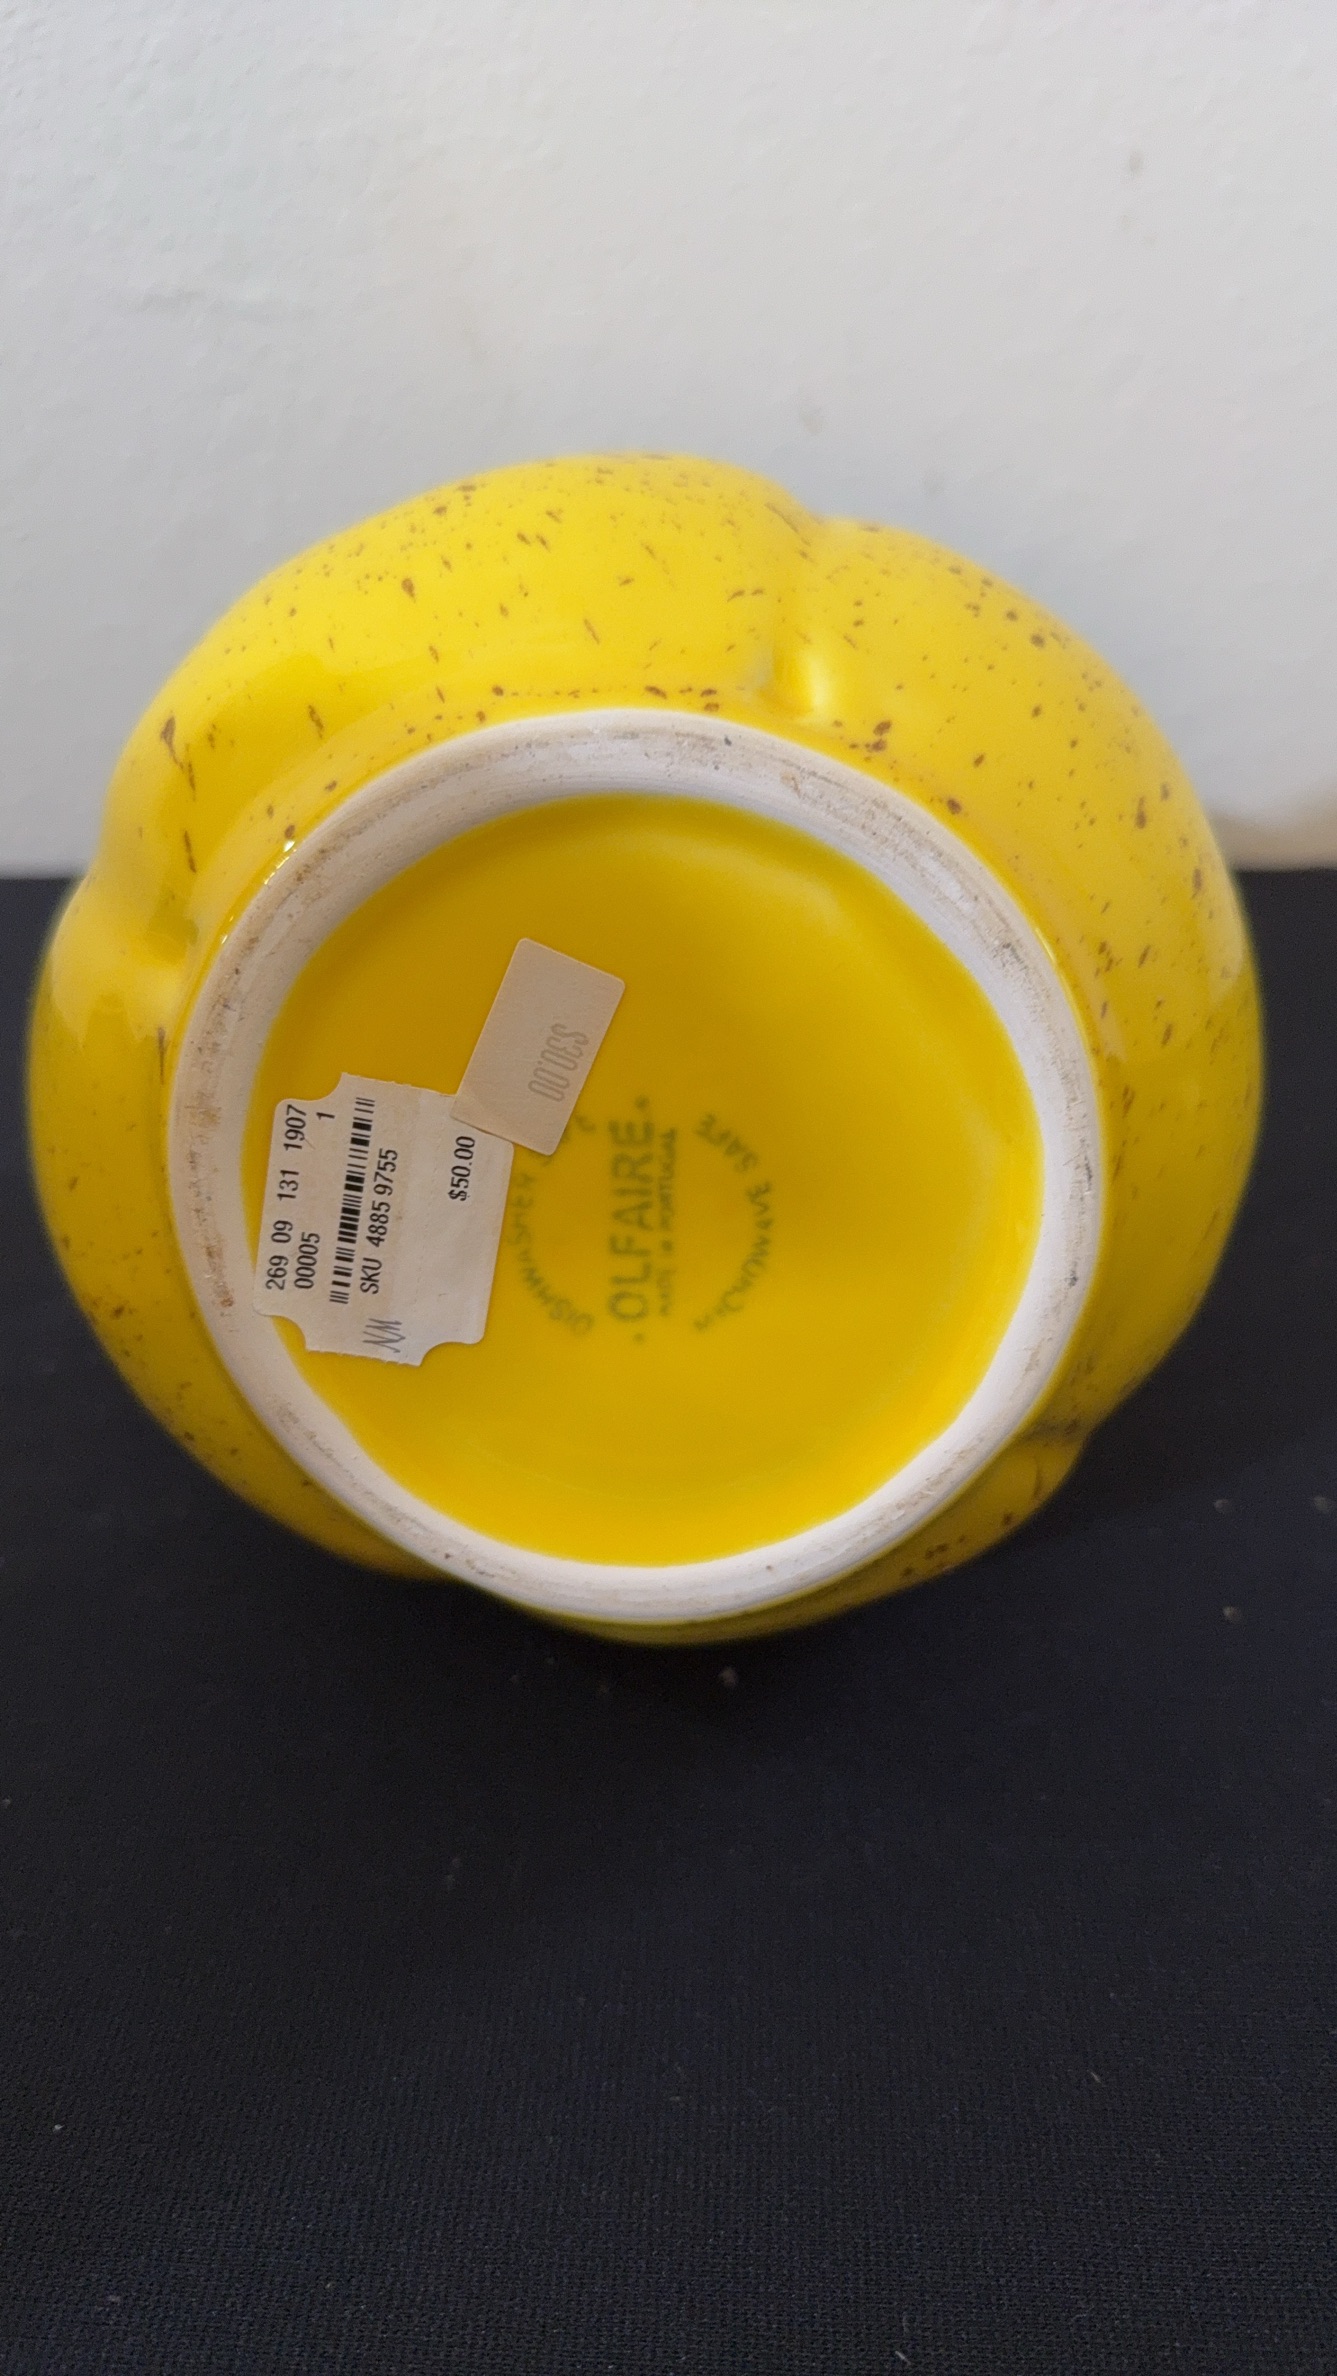 $30.00
269 09 131 1907
00005 1
SKU 4885 9755
$50.00
NM
DISHWASHER
.OLFAIRE.
MADE IN PORTUGAL
MICROWAVE SAFE